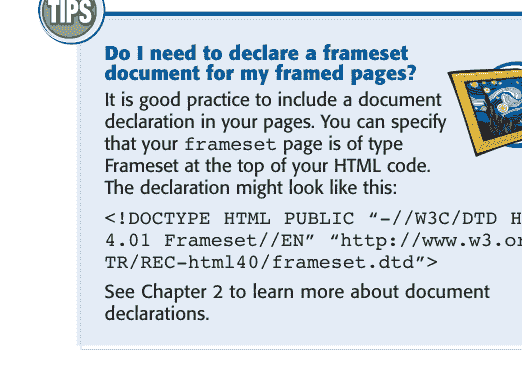 TIPS
Do I need to declare a frameset
document for my framed pages?
It is good practice to include a document
declaration in your pages. You can specify
that your frameset page is of type
Frameset at the top of your HTML code.
The declaration might look like this:
<!DOCTYPE HTML PUBLIC “-//W3C/DTD H
4.01 Frameset//EN” “http://www.w3.or
TR/REC-html40/frameset.dtd”>
See Chapter 2 to learn more about document
declarations.